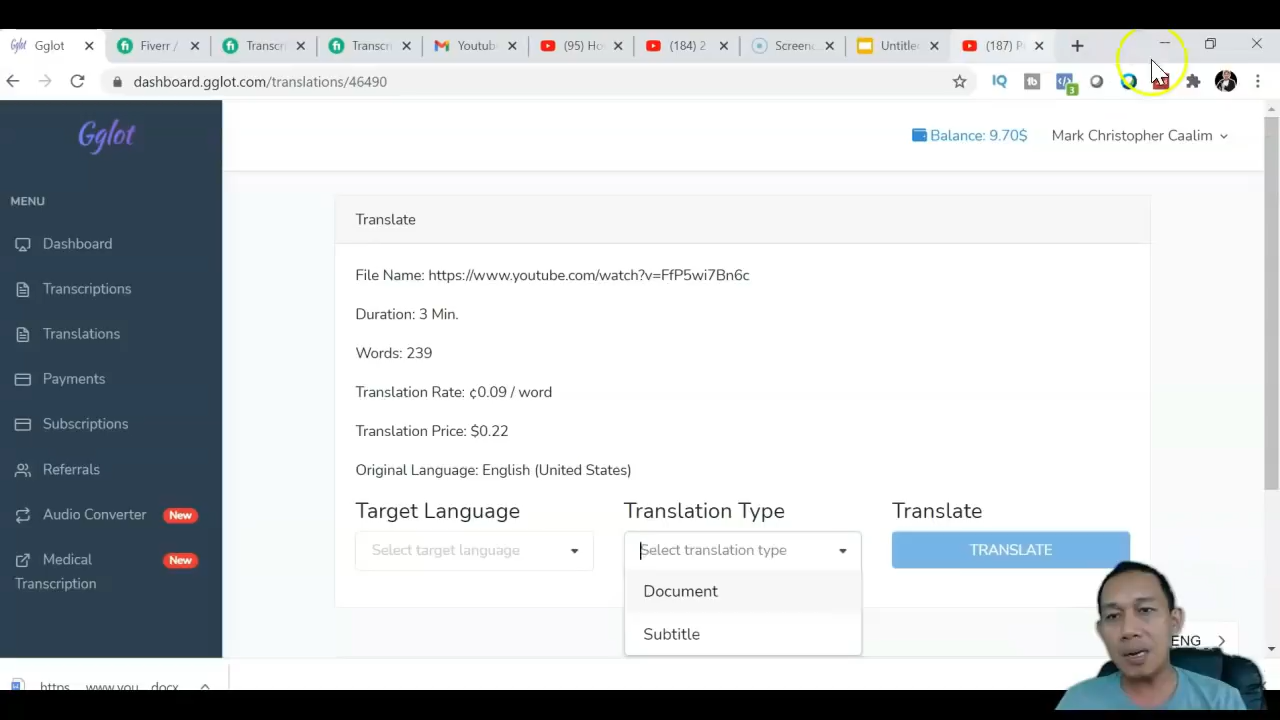 Gglot
Fiverr /
Transcri
Transcri
Youtub
(95) Ho
(184) 2
Screenc
Untitle
(187) P
dashboard.gglot.com/translations/46490
3
Gglot
Balance: 9.70$
Mark Christopher Caalim
MENU
Dashboard
Transcriptions
Translations
Payments
Subscriptions
Referrals
Audio Converter New
Medical New
Transcription
Translate
File Name: https://www.youtube.com/watch?v=FfP5wi7Bn6c
Duration: 3 Min.
Words: 239
Translation Rate: ¢0.09 / word
Translation Price: $0.22
Original Language: English (United States)
Target Language
Translation Type
Translate
Select target language
Select translation type
TRANSLATE
Document
Subtitle
ENG
https___www.you....docx